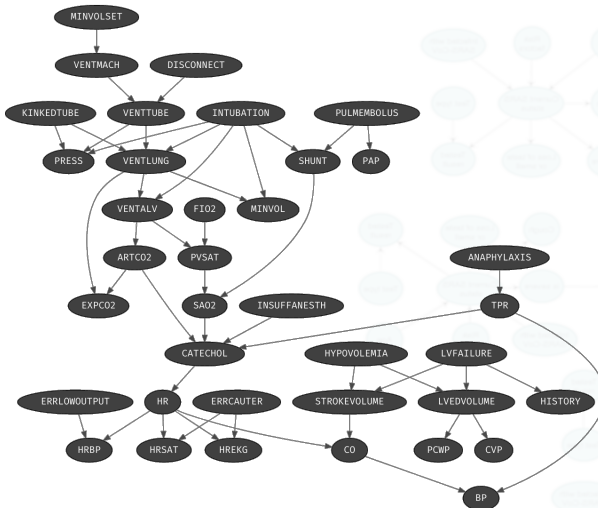 MINVOLSET
VENTMACH DISCONNECT
KINKEDTUBE VENTTUBE INTUBATION PULMEMBOLUS
PRESS VENTLUNG SHUNT PAP
VENTALV FIO2 MINVOL
ARTCO2 PVSAT ANAPHYLAXIS
EXPCO2 SAO2 INSUFFANESTH TPR
CATECHOL HYPOVOLEMIA LVFAILURE
ERRLOWOUTPUT HR ERRCAUTER STROKEVOLUME LVEDVOLUME HISTORY
HRBP HRSAT HREKG CO PCWP CVP
BP